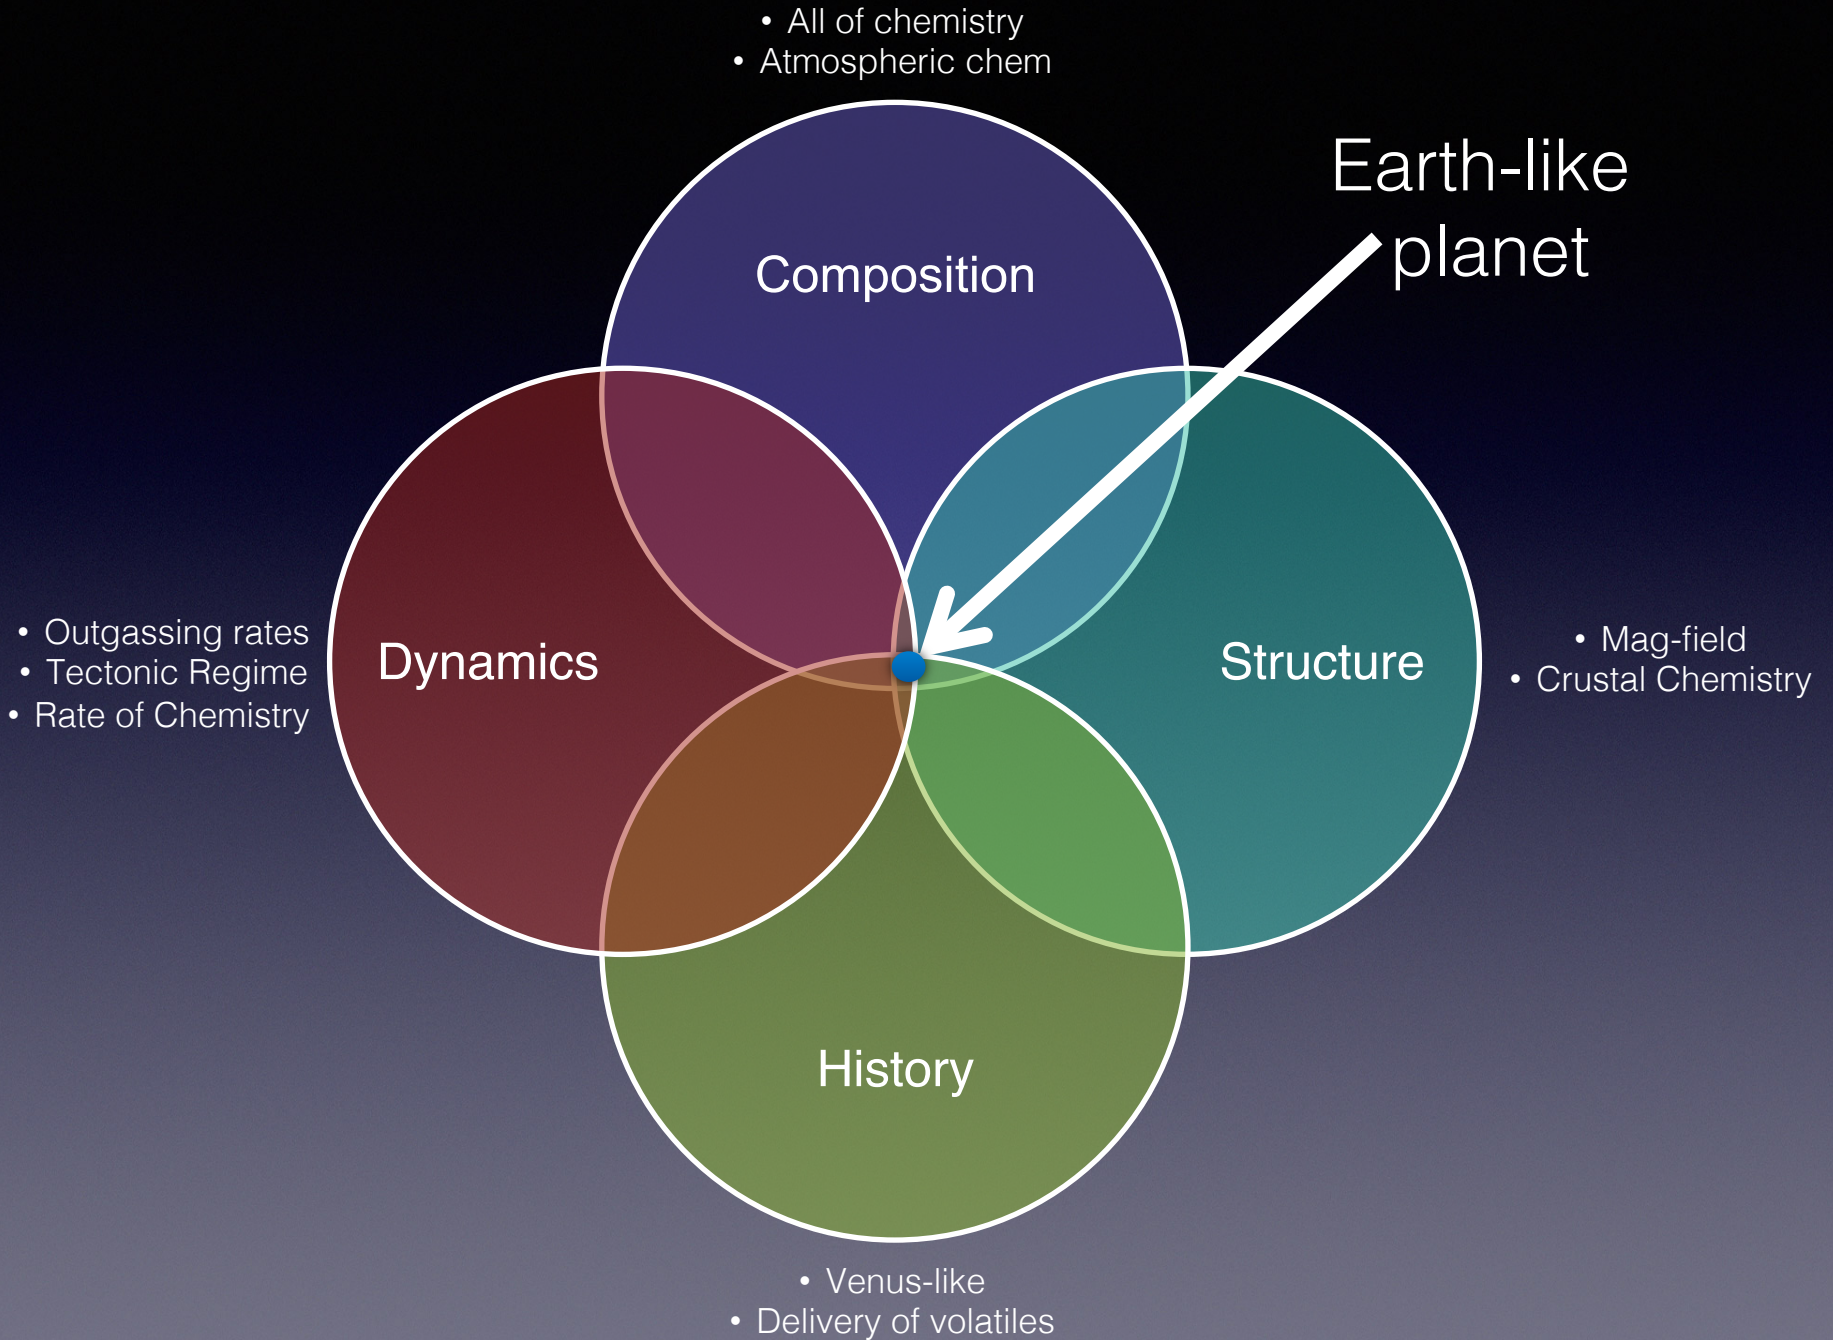 • All of chemistry
• Atmospheric chem
Earth-like
planet
Composition
• Outgassing rates
• Tectonic Regime
• Rate of Chemistry
Dynamics
Structure
• Mag-field
• Crustal Chemistry
History
• Venus-like
• Delivery of volatiles